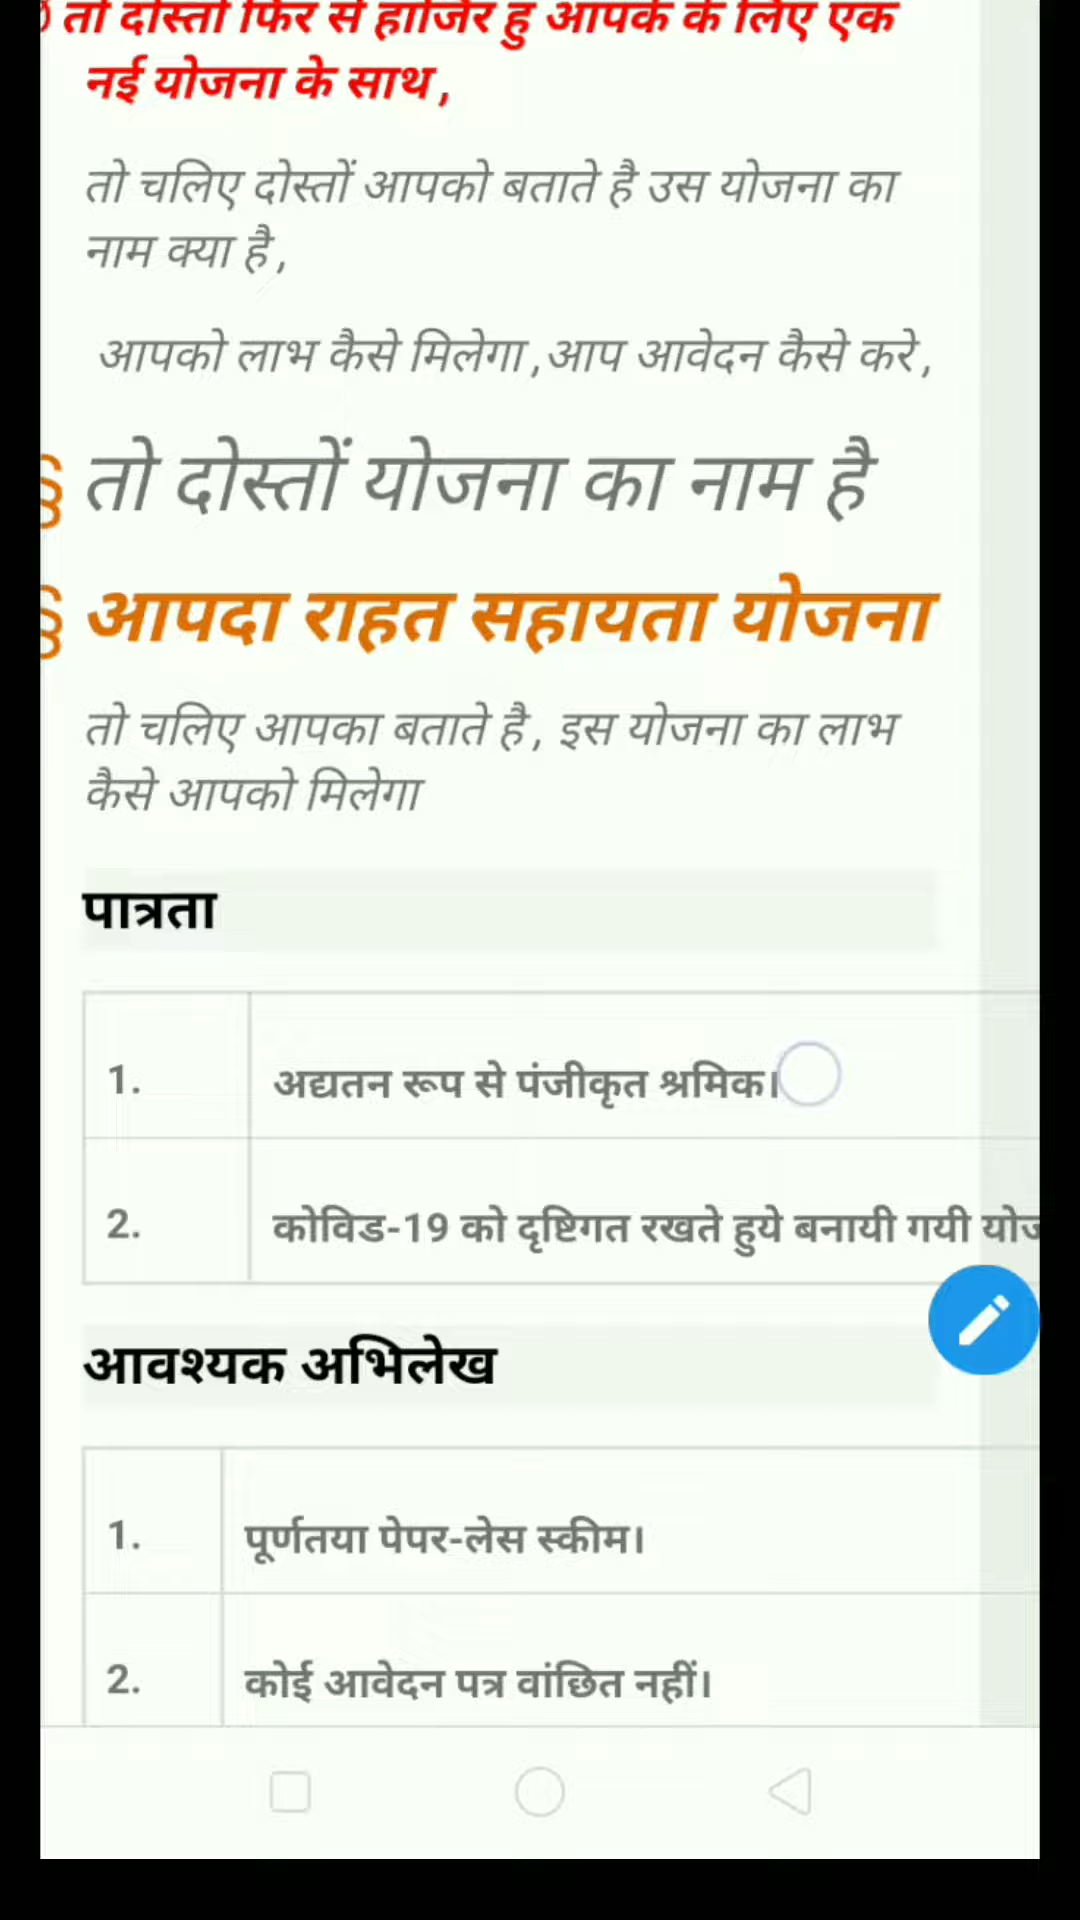 तो दोस्तों फिर से हाजिर हु आपके के लिए एक
नई योजना के साथ ,
तो चलिए दोस्तों आपको बताते है उस योजना का
नाम क्या है ,
आपको लाभ कैसे मिलेगा ,आप आवेदन कैसे करे ,
§ तो दोस्तों योजना का नाम है
§ आपदा राहत सहायता योजना
तो चलिए आपका बताते है , इस योजना का लाभ
कैसे आपको मिलेगा
पात्रता
1. अद्यतन रूप से पंजीकृत श्रमिक।
2. कोविड-19 को दृष्टिगत रखते हुये बनायी गयी
आवश्यक अभिलेख
1. पूर्णतया पेपर-लेस स्कीम।
2. कोई आवेदन पत्र वांछित नहीं।